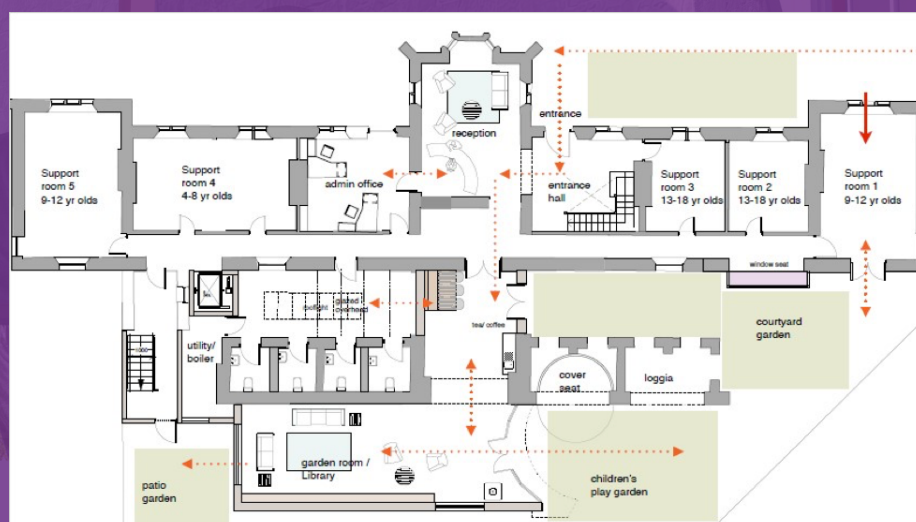 entrance
reception
Support
room 5
9-12 yr olds
Support
room 4
4-8 yr olds
admin office
entrance
hall
Support
room 3
13-18 yr olds
Support
room 2
13-18 yr olds
Support
room 1
9-12 yr olds
window seat
rooflight
glazed
overhead
tea/ coffee
utility/
boiler
cover
seat
loggia
courtyard
garden
garden room /
Library
patio
garden
children's
play garden